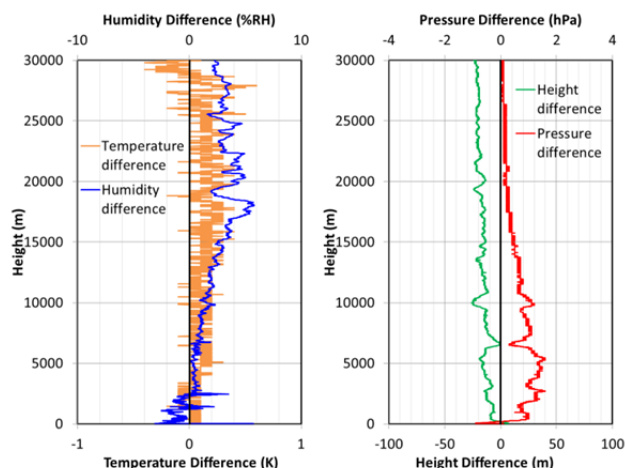 Humidity Difference (%RH)
-10 0 10
30000
25000
20000
15000
10000
5000
0
Height (m)
Temperature
difference
Humidity
difference
-1 0 1
Temperature Difference (K)
Pressure Difference (hPa)
-4 -2 0 2 4
30000
25000
20000
15000
10000
5000
0
Height (m)
Height
difference
Pressure
difference
-100 -50 0 50 100
Height Difference (m)